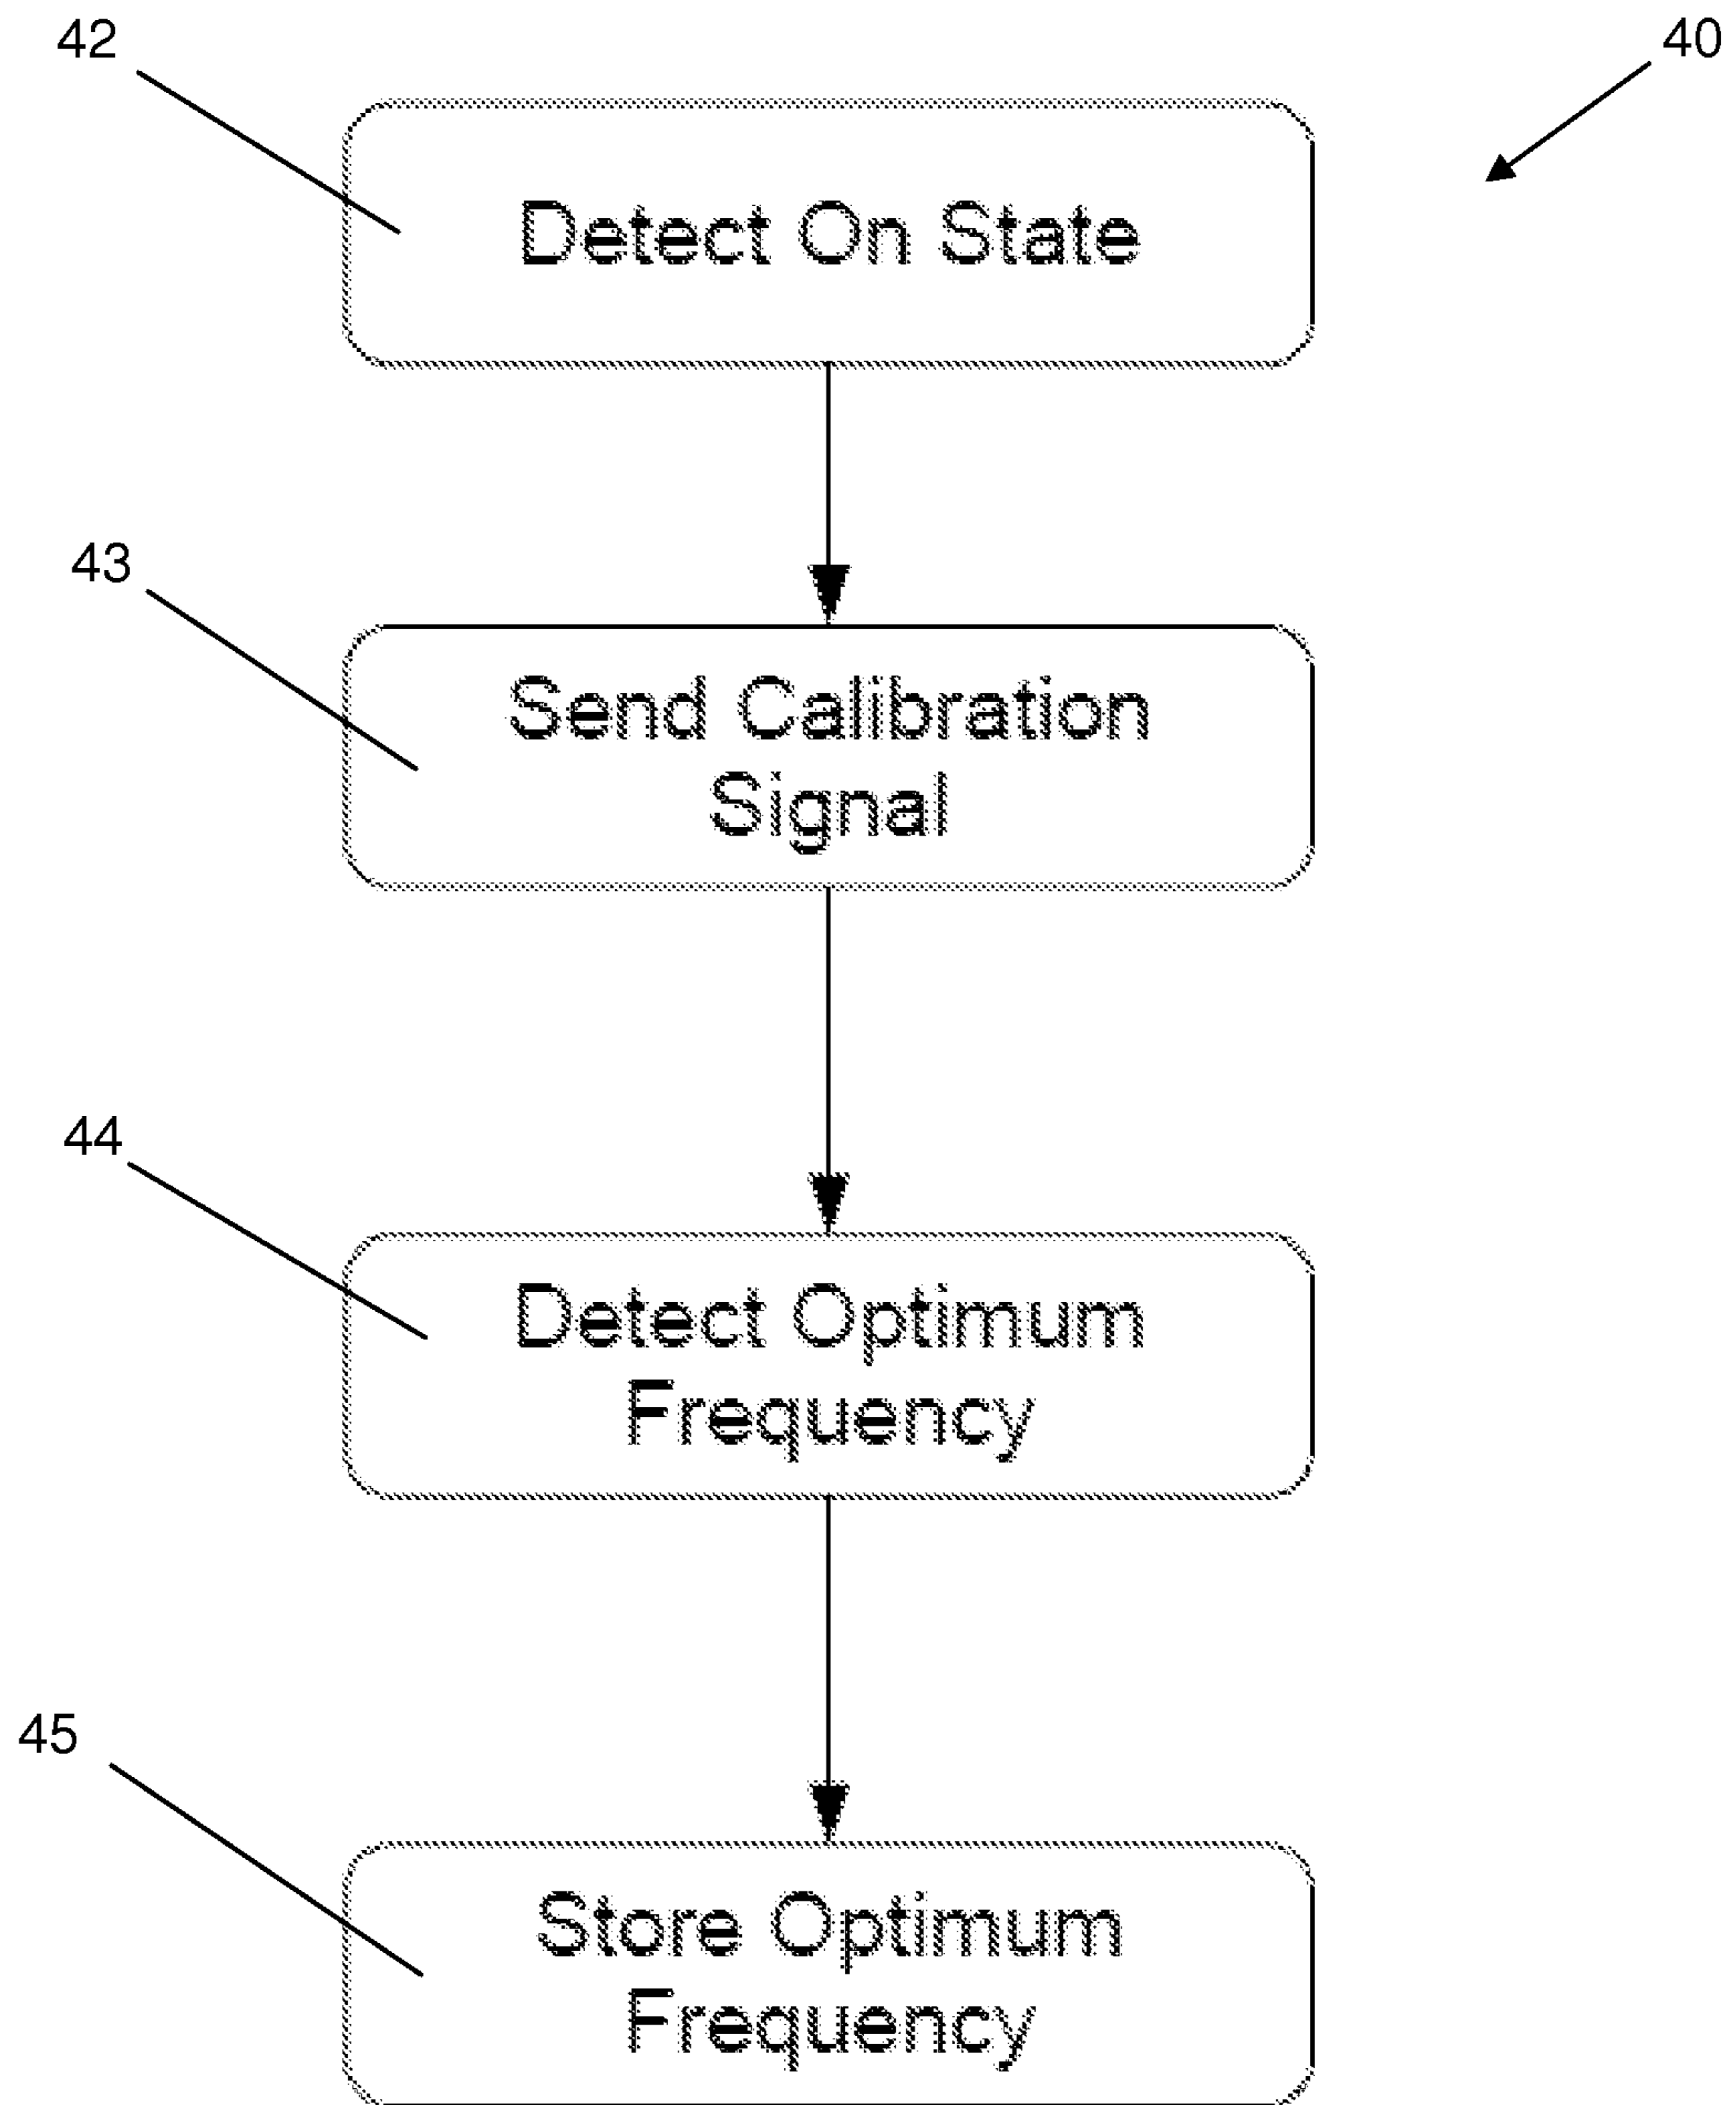 42
40
Detect On State
43
Send Calibration
Signal
44
Detect Optimum
Frequency
45
Store Optimum
Frequency